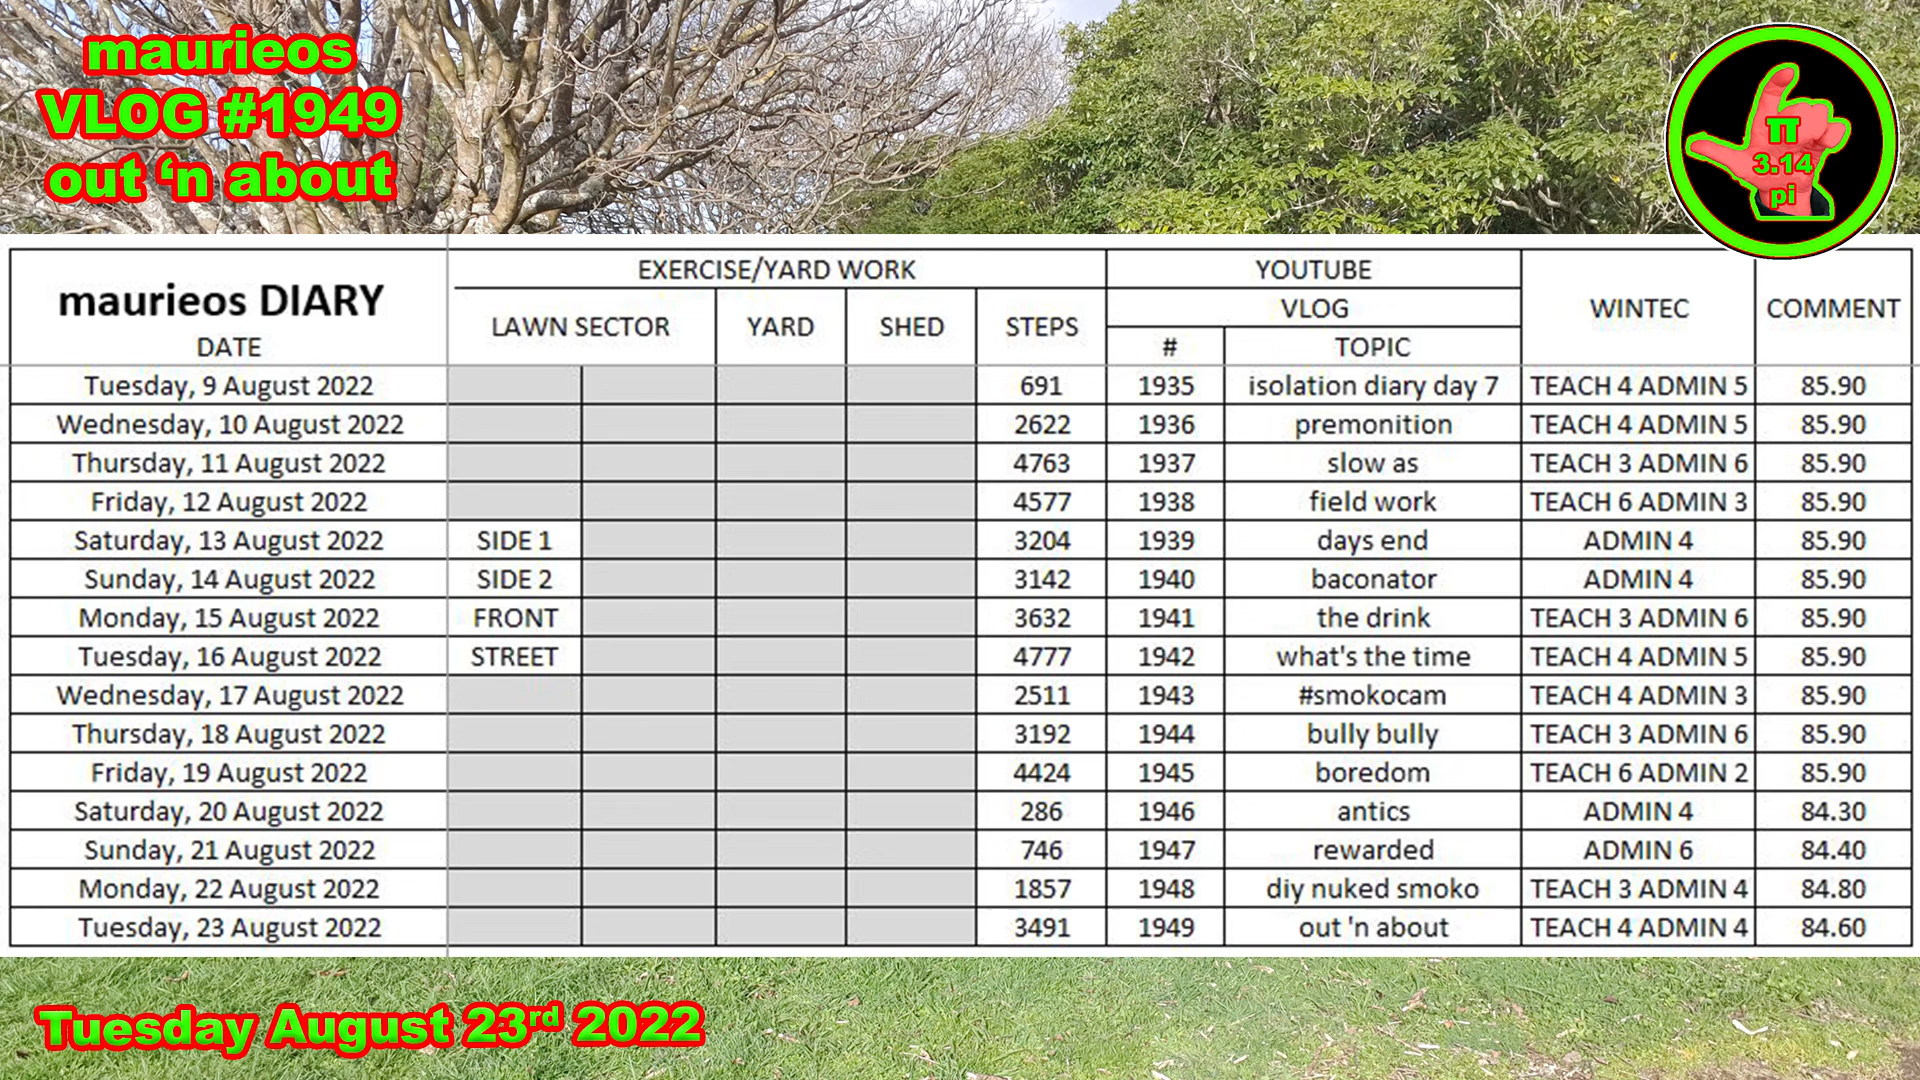 maurieos
VLOG #1949
out ‘n about
π
3.14
pi
maurieos DIARY
DATE
EXERCISE/YARD WORK
LAWN SECTOR YARD SHED STEPS
YOUTUBE
VLOG
# TOPIC
WINTEC
COMMENT
Tuesday, 9 August 2022 691 1935 isolation diary day 7 TEACH 4 ADMIN 5 85.90
Wednesday, 10 August 2022 2622 1936 premonition TEACH 4 ADMIN 5 85.90
Thursday, 11 August 2022 4763 1937 slow as TEACH 3 ADMIN 6 85.90
Friday, 12 August 2022 4577 1938 field work TEACH 6 ADMIN 3 85.90
Saturday, 13 August 2022 SIDE 1 3204 1939 days end ADMIN 4 85.90
Sunday, 14 August 2022 SIDE 2 3142 1940 baconator ADMIN 4 85.90
Monday, 15 August 2022 FRONT 3632 1941 the drink TEACH 3 ADMIN 6 85.90
Tuesday, 16 August 2022 STREET 4777 1942 what's the time TEACH 4 ADMIN 5 85.90
Wednesday, 17 August 2022 2511 1943 #smokocam TEACH 4 ADMIN 3 85.90
Thursday, 18 August 2022 3192 1944 bully bully TEACH 3 ADMIN 6 85.90
Friday, 19 August 2022 4424 1945 boredom TEACH 6 ADMIN 2 85.90
Saturday, 20 August 2022 286 1946 antics ADMIN 4 84.30
Sunday, 21 August 2022 746 1947 rewarded ADMIN 6 84.40
Monday, 22 August 2022 1857 1948 diy nuked smoko TEACH 3 ADMIN 4 84.80
Tuesday, 23 August 2022 3491 1949 out 'n about TEACH 4 ADMIN 4 84.60
Tuesday August 23rd 2022